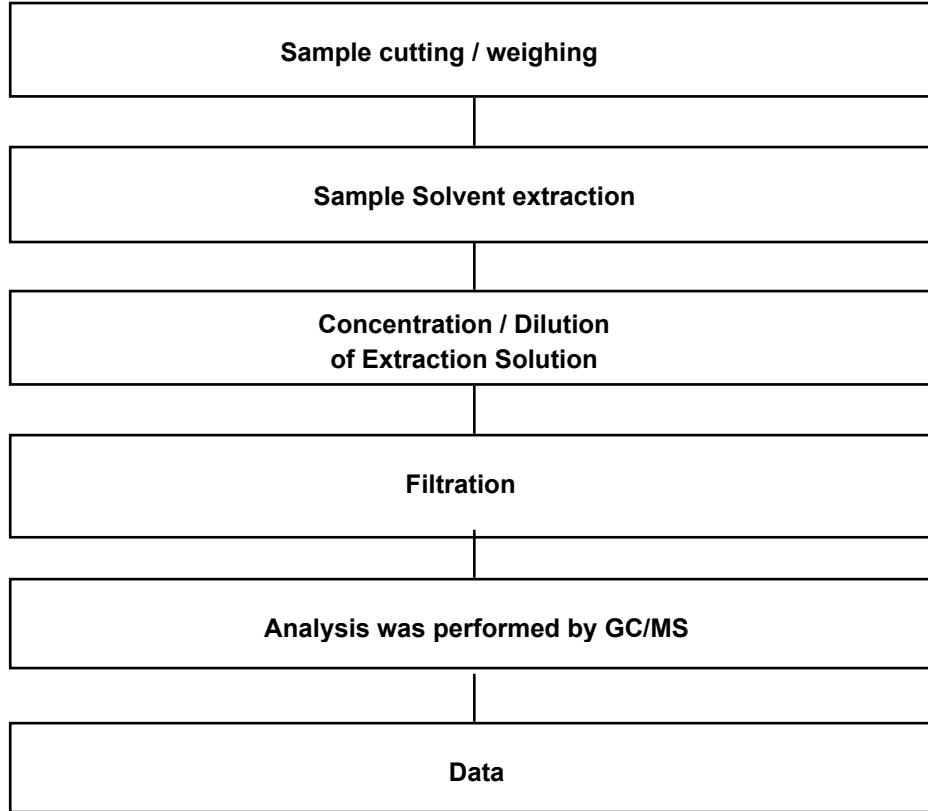 Sample cutting / weighing
Sample Solvent extraction
Concentration / Dilution
of Extraction Solution
Filtration
Analysis was performed by GC/MS
Data